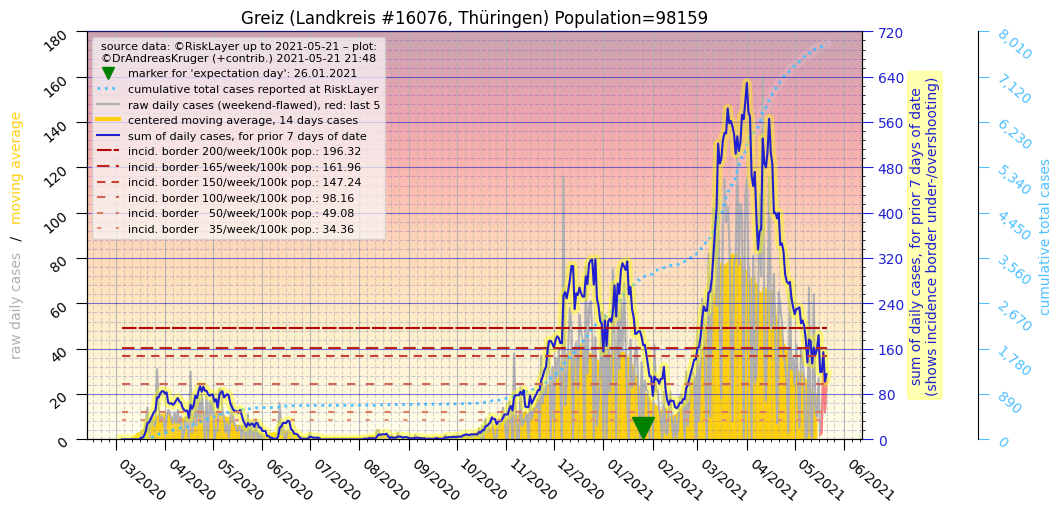 Greiz (Landkreis #16076, Thüringen) Population=98159
source data: ©RiskLayer up to 2021-05-21 – plot:
©DrAndreasKruger (+contrib.) 2021-05-21 21:48
marker for 'expectation day': 26.01.2021
cumulative total cases reported at RiskLayer
raw daily cases (weekend-flawed), red: last 5
centered moving average, 14 days cases
sum of daily cases, for prior 7 days of date
incid. border 200/week/100k pop.: 196.32
incid. border 165/week/100k pop.: 161.96
incid. border 150/week/100k pop.: 147.24
incid. border 100/week/100k pop.: 98.16
incid. border   50/week/100k pop.: 49.08
incid. border   35/week/100k pop.: 34.36
raw daily cases / moving average
180
160
140
120
100
80
60
40
20
0
03/2020
04/2020
05/2020
06/2020
07/2020
08/2020
09/2020
10/2020
11/2020
12/2020
01/2021
02/2021
03/2021
04/2021
05/2021
06/2021
720
640
560
480
400
320
240
160
80
0
sum of daily cases, for prior 7 days of date
(shows incidence border under-/overshooting)
8,010
7,120
6,230
5,340
4,450
3,560
2,670
1,780
890
0
cumulative total cases